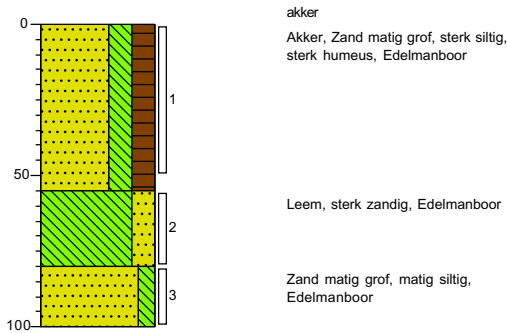 akker
0
Akker, Zand matig grof, sterk siltig,
sterk humeus, Edelmanboor
1
50
Leem, sterk zandig, Edelmanboor
2
Zand matig grof, matig siltig,
Edelmanboor
3
100